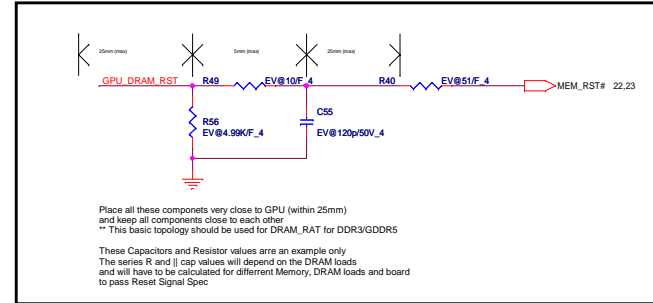 25mm (max) 5mm (max) 25mm (max)
GPU_DRAM_RST R49 EV@10/F_4 R40 EV@51/F_4
MEM_RST# 22,23
R56
EV@4.99K/F_4
C55
EV@120p/50V_4
Place all these componets very close to GPU (within 25mm)
and keep all components close to each other
** This basic topology should be used for DRAM_RAT for DDR3/GDDR5
These Capacitors and Resistor values arre an example only
The series R and || cap values will depend on the DRAM loads
and will have to be calculated for different Memory, DRAM loads and board
to pass Reset Signal Spec